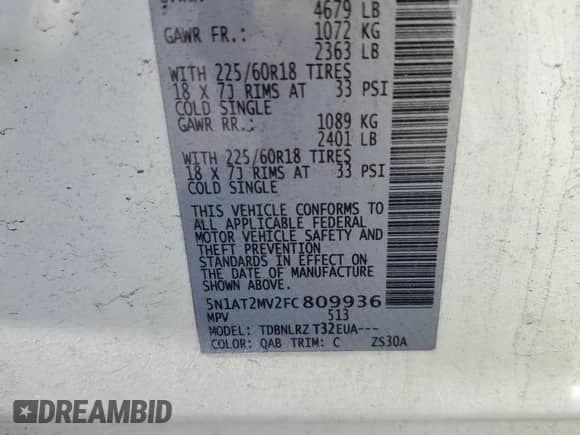 4679 LB
GAWR FR.: 1072 KG
2363 LB
WITH 225/60R18 TIRES
18 X 7J RIMS AT 33 PSI
COLD SINGLE
GAWR RR.: 1089 KG
2401 LB
WITH 225/60R18 TIRES
18 X 7J RIMS AT 33 PSI
COLD SINGLE
THIS VEHICLE CONFORMS TO
ALL APPLICABLE FEDERAL
MOTOR VEHICLE SAFETY AND
THEFT PREVENTION
STANDARDS IN EFFECT ON
THE DATE OF MANUFACTURE
SHOWN ABOVE.
5N1AT2MV2FC809936
MPV 513
MODEL: TDBNLRZ T32EUA---
COLOR: QAB TRIM: C ZS30A
DREAMBID